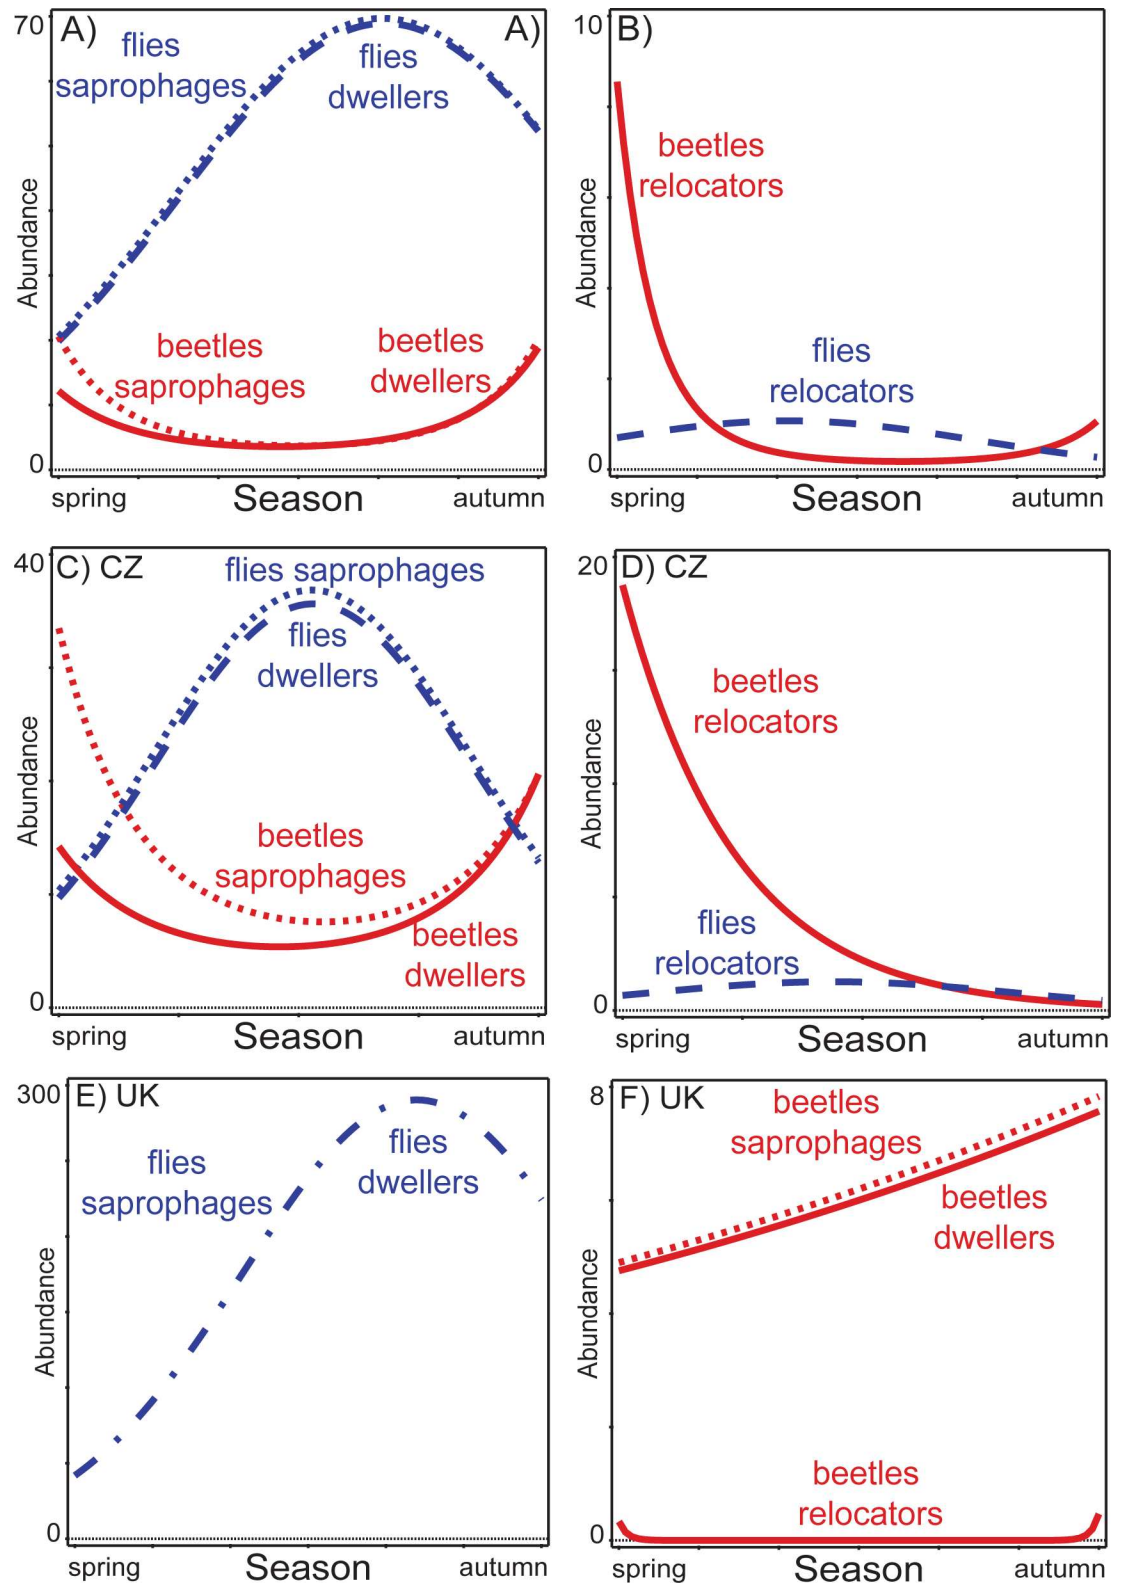 70
A)
A)
flies
saprophages
flies
dwellers
beetles
saprophages
beetles
dwellers
Abundance
0
spring
Season
autumn
10
B)
beetles
relocators
flies
relocators
Abundance
0
spring
Season
autumn
40
C) CZ
flies saprophages
flies
dwellers
beetles
saprophages
beetles
dwellers
Abundance
0
spring
Season
autumn
20
D) CZ
beetles
relocators
flies
relocators
Abundance
0
spring
Season
autumn
300
E) UK
flies
saprophages
flies
dwellers
Abundance
0
spring
Season
autumn
8
F) UK
beetles
saprophages
beetles
dwellers
beetles
relocators
Abundance
0
spring
Season
autumn